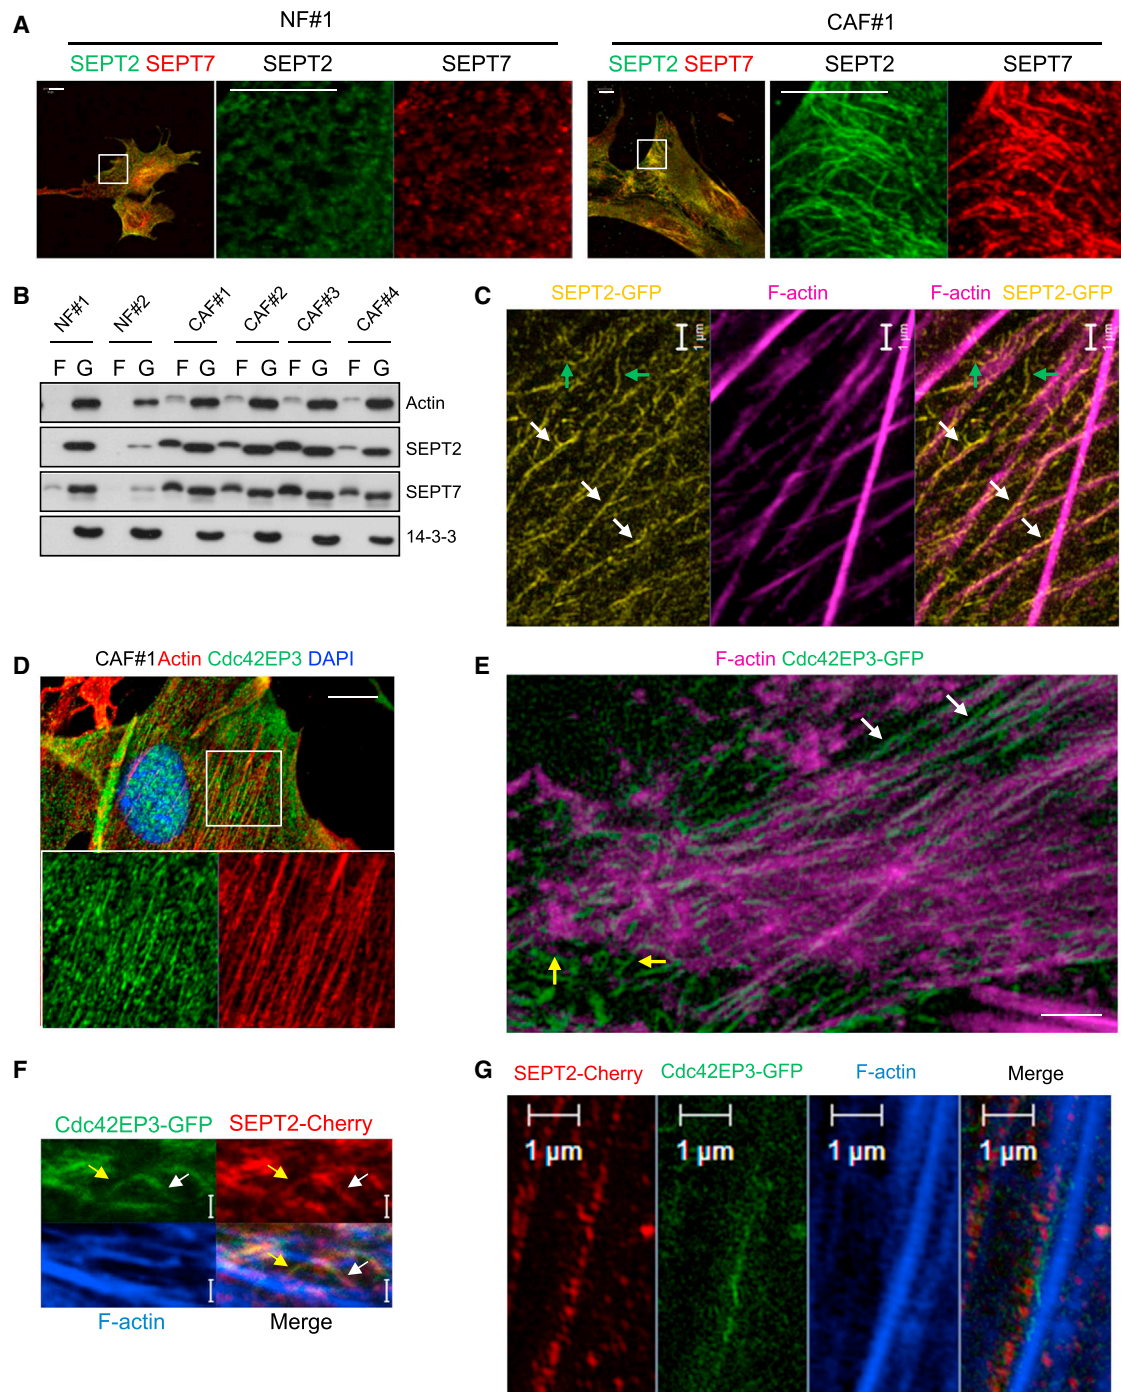 A
NF#1
CAF#1
SEPT2 SEPT7 SEPT2 SEPT7
SEPT2 SEPT7 SEPT2 SEPT7
B
NF#1 NF#2 CAF#1 CAF#2 CAF#3 CAF#4
F G F G F G F G F G F G
Actin
SEPT2
SEPT7
14-3-3
C
SEPT2-GFP F-actin F-actin SEPT2-GFP
1 µm 1 µm 1 µm
D
CAF#1Actin Cdc42EP3 DAPI
E
F-actin Cdc42EP3-GFP
F
Cdc42EP3-GFP SEPT2-Cherry
F-actin Merge
G
SEPT2-Cherry Cdc42EP3-GFP F-actin Merge
1 µm 1 µm 1 µm 1 µm